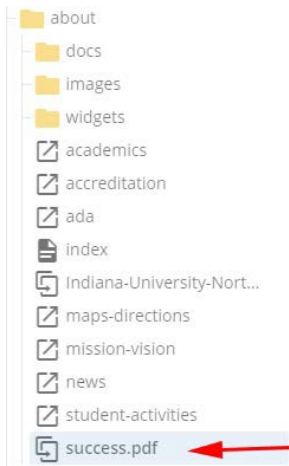 about
docs
images
widgets
academics
accreditation
ada
index
Indiana-University-Nort...
maps-directions
mission-vision
news
student-activities
success.pdf